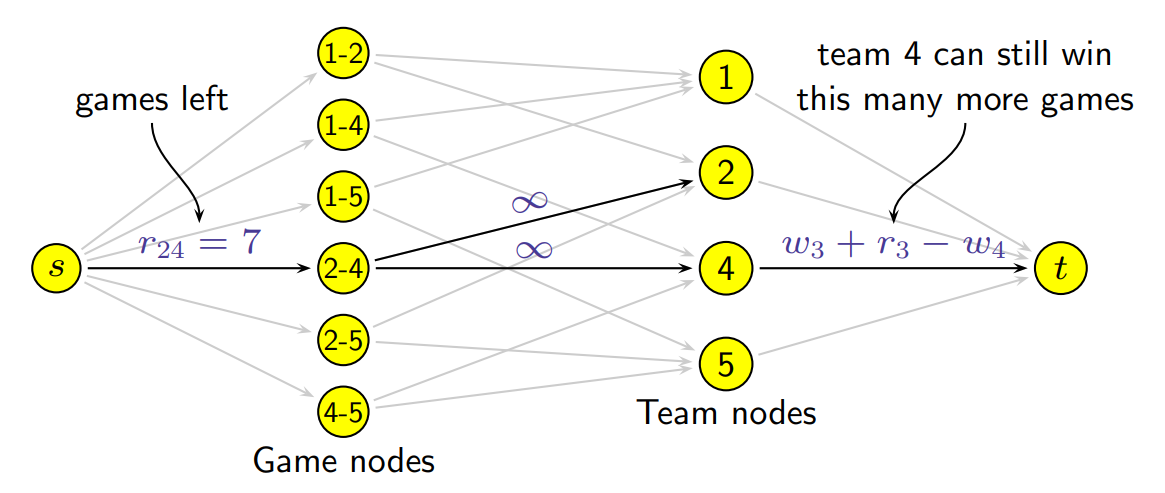 team 4 can still win
this many more games
games left
1-2
1-4
1-5
2-4
2-5
4-5
1
2
4
5
s
t
r₂₄ = 7
∞
∞
w₃ + r₃ − w₄
Team nodes
Game nodes